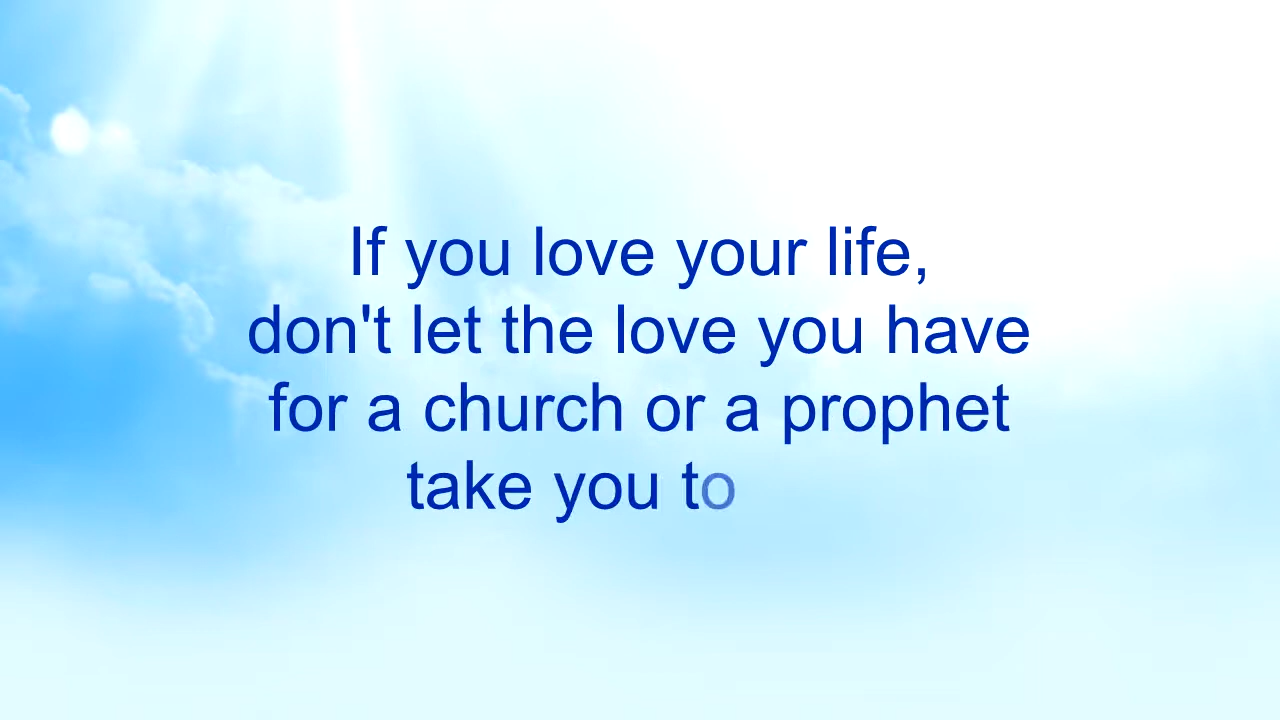 If you love your life,
don't let the love you have
for a church or a prophet
take you to